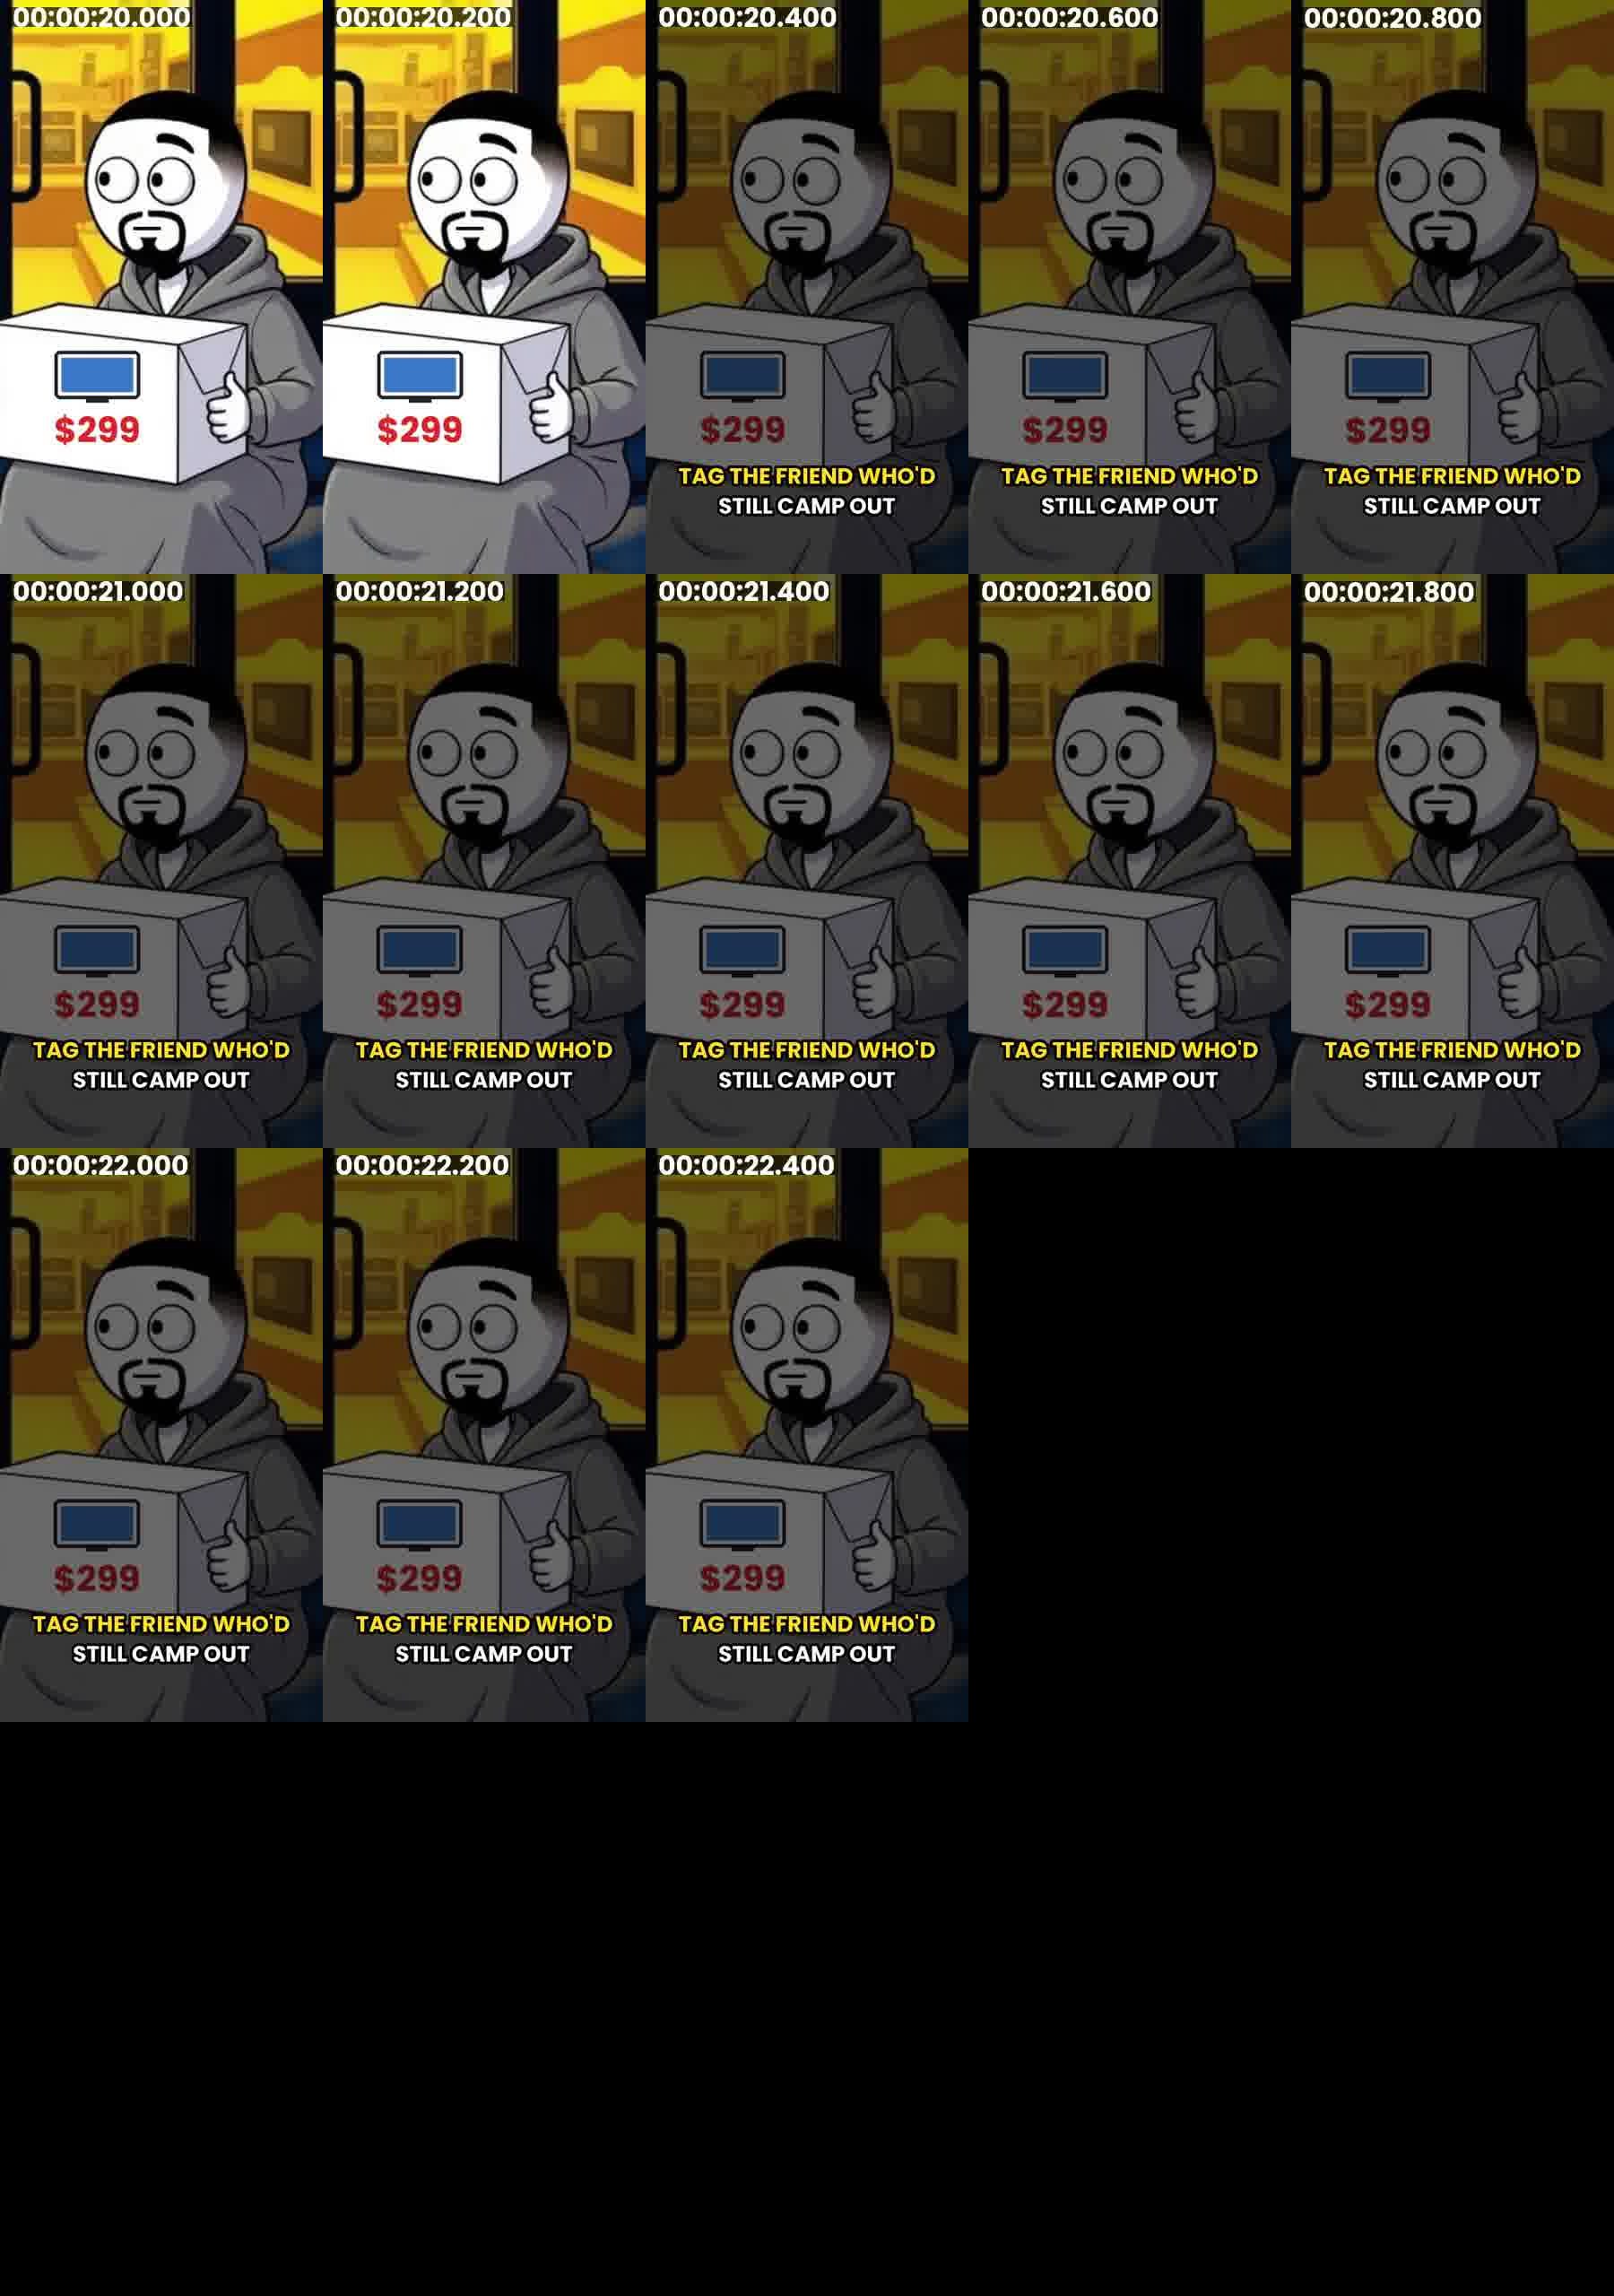 00:00:20.000
$299
00:00:20.200
$299
00:00:20.400
$299
TAG THE FRIEND WHO'D
STILL CAMP OUT
00:00:20.600
$299
TAG THE FRIEND WHO'D
STILL CAMP OUT
00:00:20.800
$299
TAG THE FRIEND WHO'D
STILL CAMP OUT
00:00:21.000
$299
TAG THE FRIEND WHO'D
STILL CAMP OUT
00:00:21.200
$299
TAG THE FRIEND WHO'D
STILL CAMP OUT
00:00:21.400
$299
TAG THE FRIEND WHO'D
STILL CAMP OUT
00:00:21.600
$299
TAG THE FRIEND WHO'D
STILL CAMP OUT
00:00:21.800
$299
TAG THE FRIEND WHO'D
STILL CAMP OUT
00:00:22.000
$299
TAG THE FRIEND WHO'D
STILL CAMP OUT
00:00:22.200
$299
TAG THE FRIEND WHO'D
STILL CAMP OUT
00:00:22.400
$299
TAG THE FRIEND WHO'D
STILL CAMP OUT